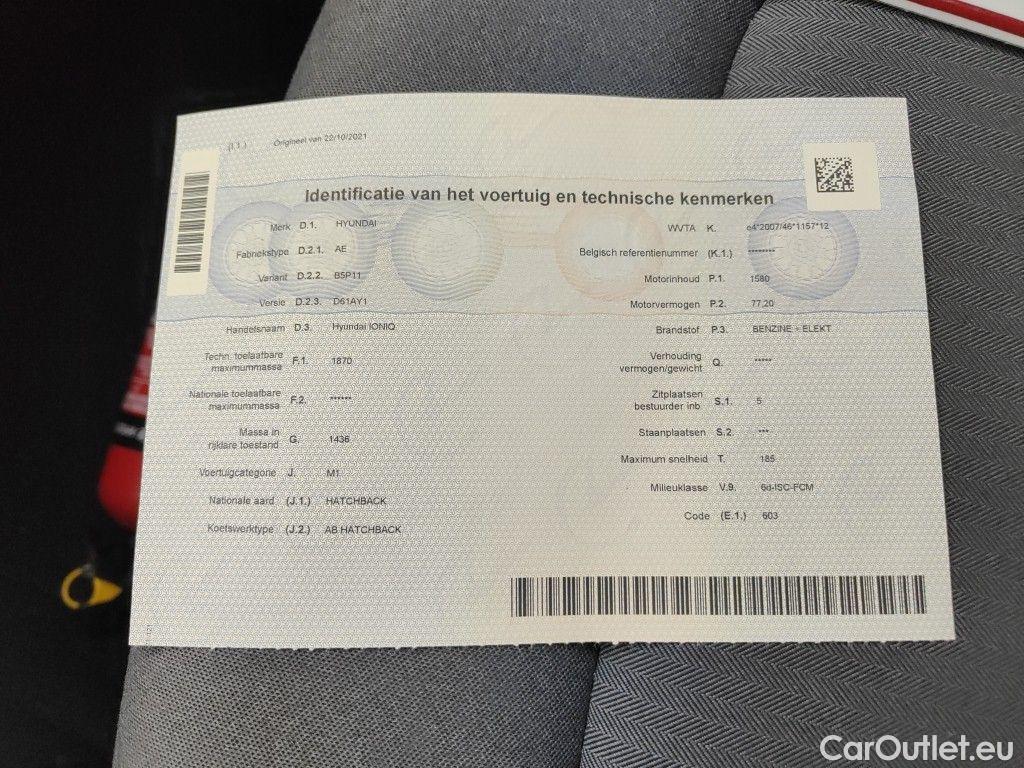 (I.1.) Origineel van 22/10/2021
Identificatie van het voertuig en technische kenmerken
Merk D.1. HYUNDAI
Fabriekstype D.2.1. AE
Variant D.2.2. B5P11
Versie D.2.3. D61AY1
Handelsnaam D.3. Hyundai IONIQ
Techn. toelaatbare
maximummassa F.1. 1870
Nationale toelaatbare
maximummassa F.2. ******
Massa in
rijklare toestand G. 1436
Voertuigcategorie J. M1
Nationale aard (J.1.) HATCHBACK
Koetswerktype (J.2.) AB HATCHBACK
WVTA K. e4*2007/46*1157*12
Belgisch referentienummer (K.1.) ********
Motorinhoud P.1. 1580
Motorvermogen P.2. 77,20
Brandstof P.3. BENZINE + ELEKT
Verhouding
vermogen/gewicht Q. *****
Zitplaatsen
bestuurder inb. S.1. 5
Staanplaatsen S.2. ***
Maximum snelheid T. 185
Milieuklasse V.9. 6d-ISC-FCM
Code (E.1.) 603
CarOutlet.eu